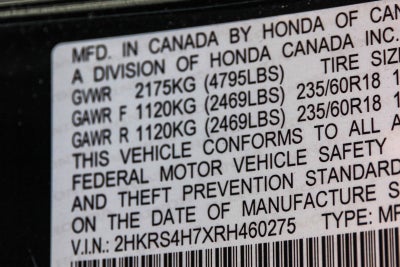 MFD. IN CANADA BY HONDA OF CAN
A DIVISION OF HONDA CANADA INC.
GVWR 2175KG (4795LBS) TIRE SIZE
GAWR F 1120KG (2469LBS) 235/60R18 1
GAWR R 1120KG (2469LBS) 235/60R18 1
THIS VEHICLE CONFORMS TO ALL A
FEDERAL MOTOR VEHICLE SAFETY
AND THEFT PREVENTION STANDARD
ON THE DATE OF MANUFACTURE S
V.I.N.: 2HKRS4H7XRH460275 TYPE: MP